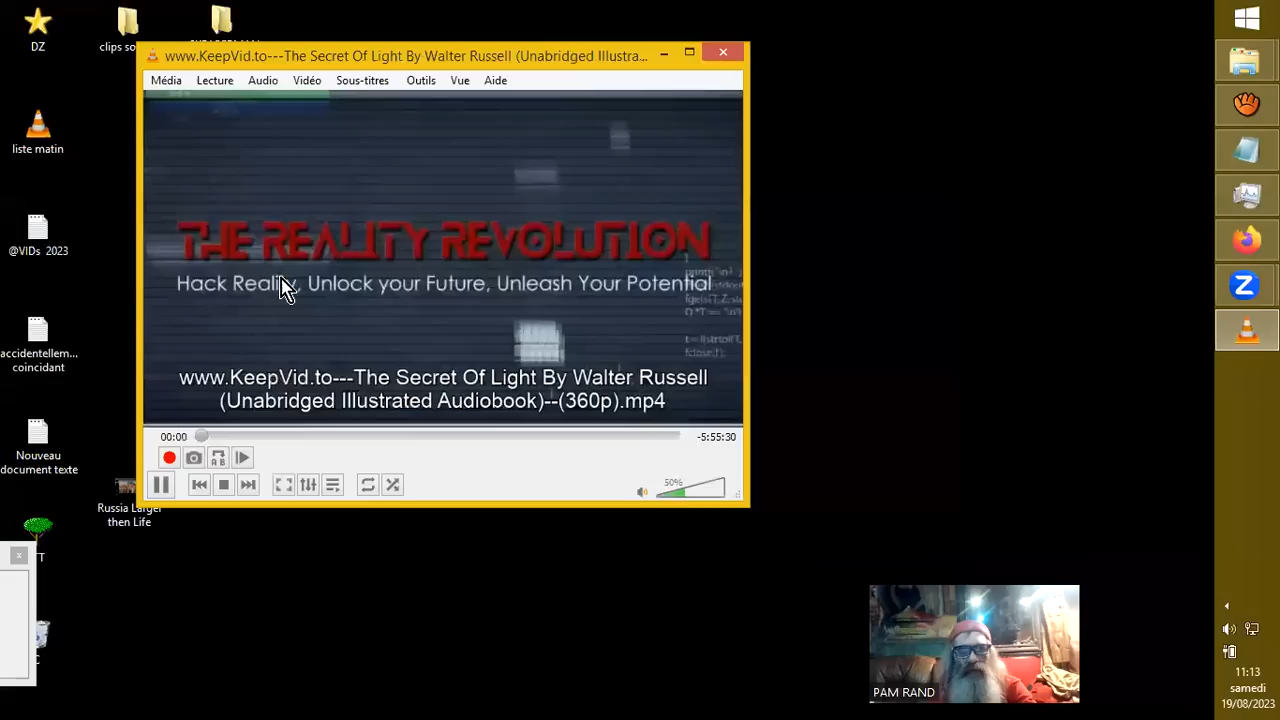 DZ
clips so
www.KeepVid.to---The Secret Of Light By Walter Russell (Unabridged Illustra...
Média Lecture Audio Vidéo Sous-titres Outils Vue Aide
liste matin
@VIDs 2023
THE REALITY REVOLUTION
Hack Reality, Unlock your Future, Unleash Your Potential
accidentellem...
coincidant
www.KeepVid.to---The Secret Of Light By Walter Russell
(Unabridged Illustrated Audiobook)--(360p).mp4
00:00 -5:55:30
Nouveau
document texte
50%
Russia Larger
then Life
PAM RAND
11:13
samedi
19/08/2023